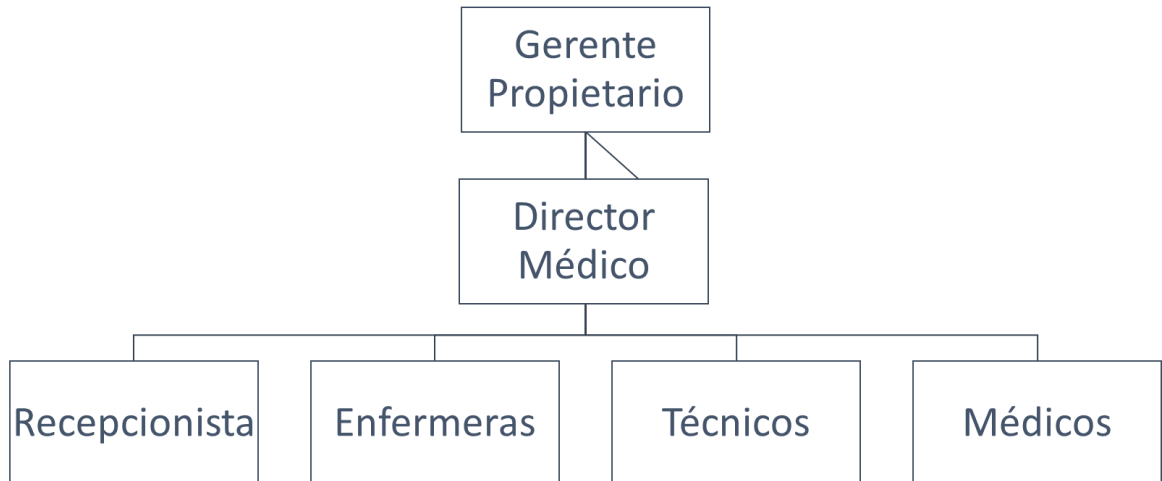 Gerente
Propietario
Director
Médico
Recepcionista
Enfermeras
Técnicos
Médicos